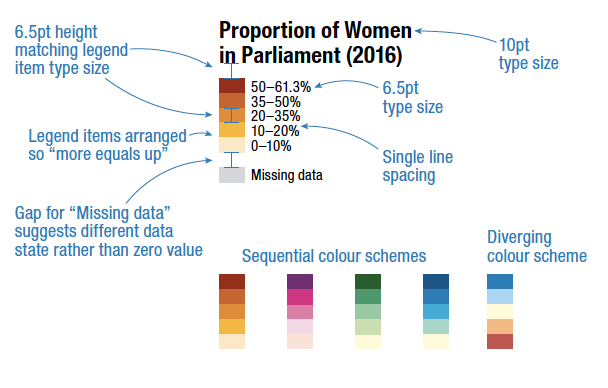 6.5pt height
matching legend
item type size
Proportion of Women
in Parliament (2016)
10pt
type size
50–61.3%
35–50%
20–35%
10–20%
0–10%
Missing data
6.5pt
type size
Legend items arranged
so “more equals up”
Single line
spacing
Gap for “Missing data”
suggests different data
state rather than zero value
Sequential colour schemes
Diverging
colour scheme